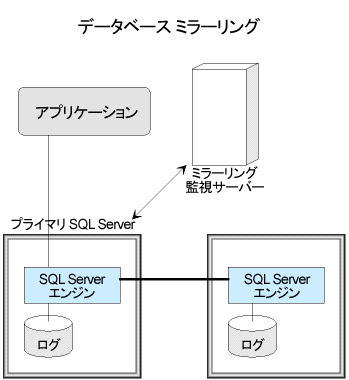 データベース ミラーリング
アプリケーション
ミラーリング
監視サーバー
プライマリ SQL Server
SQL Server
エンジン
ログ
SQL Server
エンジン
ログ